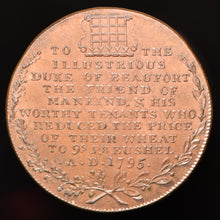 TO THE
ILLUSTRIOUS
DUKE OF BEAUFORT
THE FRIEND OF
MANKIND, & HIS
WORTHY TENANTS WHO
REDUCED THE PRICE
OF THEIR WHEAT
TO 9S PR BUSHEL
A.D. 1795.